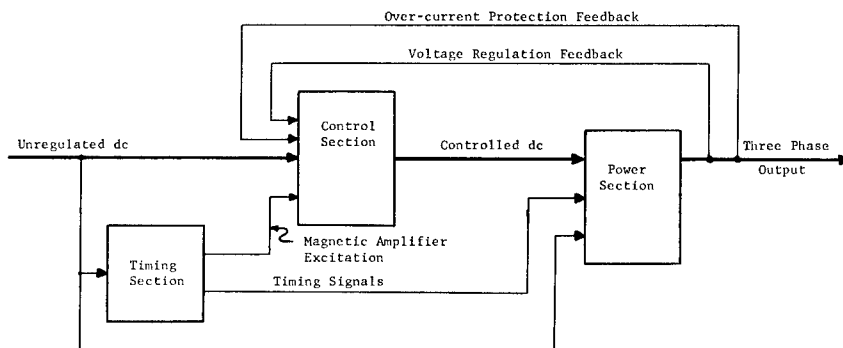 Over-current Protection Feedback
Voltage Regulation Feedback
Control
Section
Unregulated dc
Controlled dc
Three Phase
Output
Power
Section
Magnetic Amplifier
Excitation
Timing
Section
Timing Signals